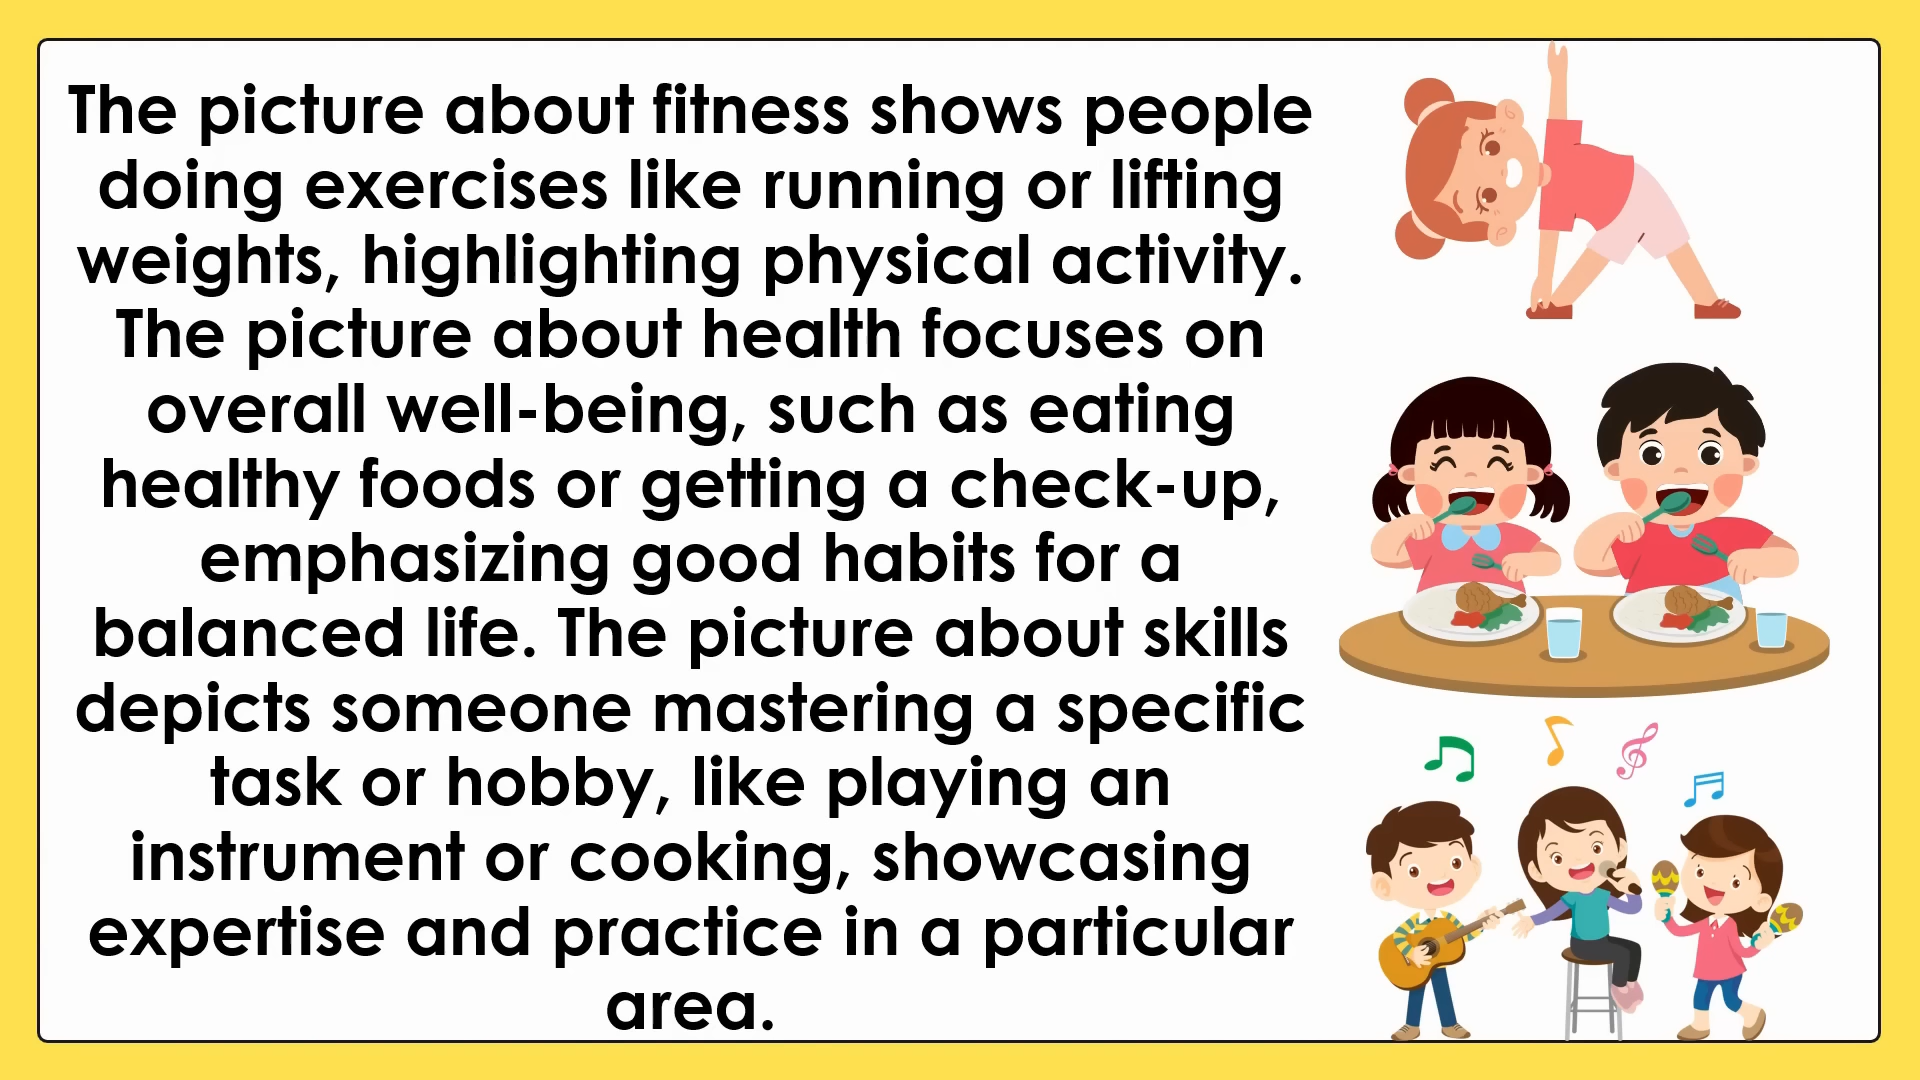 The picture about fitness shows people
doing exercises like running or lifting
weights, highlighting physical activity.
The picture about health focuses on
overall well-being, such as eating
healthy foods or getting a check-up,
emphasizing good habits for a
balanced life. The picture about skills
depicts someone mastering a specific
task or hobby, like playing an
instrument or cooking, showcasing
expertise and practice in a particular
area.